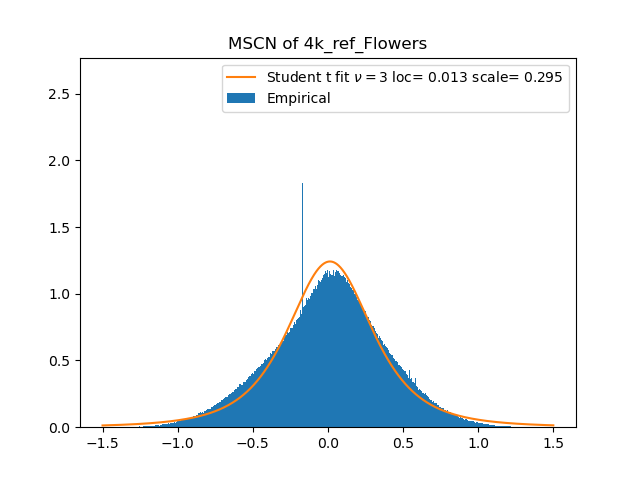 MSCN of 4k_ref_Flowers
Student t fit ν = 3 loc= 0.013 scale= 0.295
Empirical
2.5
2.0
1.5
1.0
0.5
0.0
−1.5 −1.0 −0.5 0.0 0.5 1.0 1.5